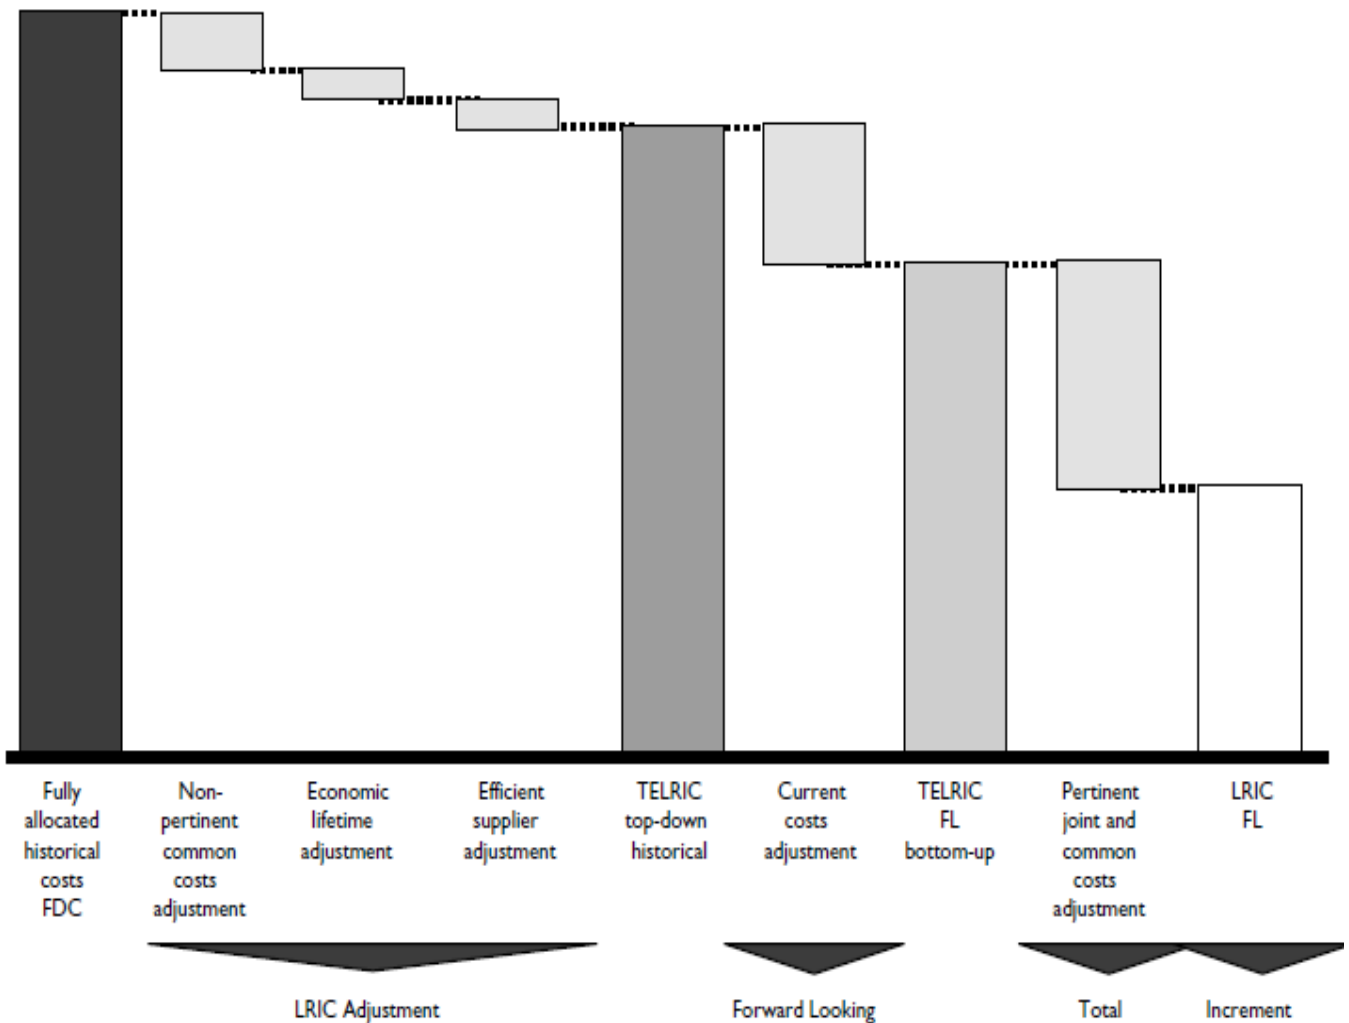 Fully
allocated
historical
costs
FDC
Non-
pertinent
common
costs
adjustment
Economic
lifetime
adjustment
Efficient
supplier
adjustment
TELRIC
top-down
historical
Current
costs
adjustment
TELRIC
FL
bottom-up
Pertinent
joint and
common
costs
adjustment
LRIC
FL
LRIC Adjustment
Forward Looking
Total
Increment